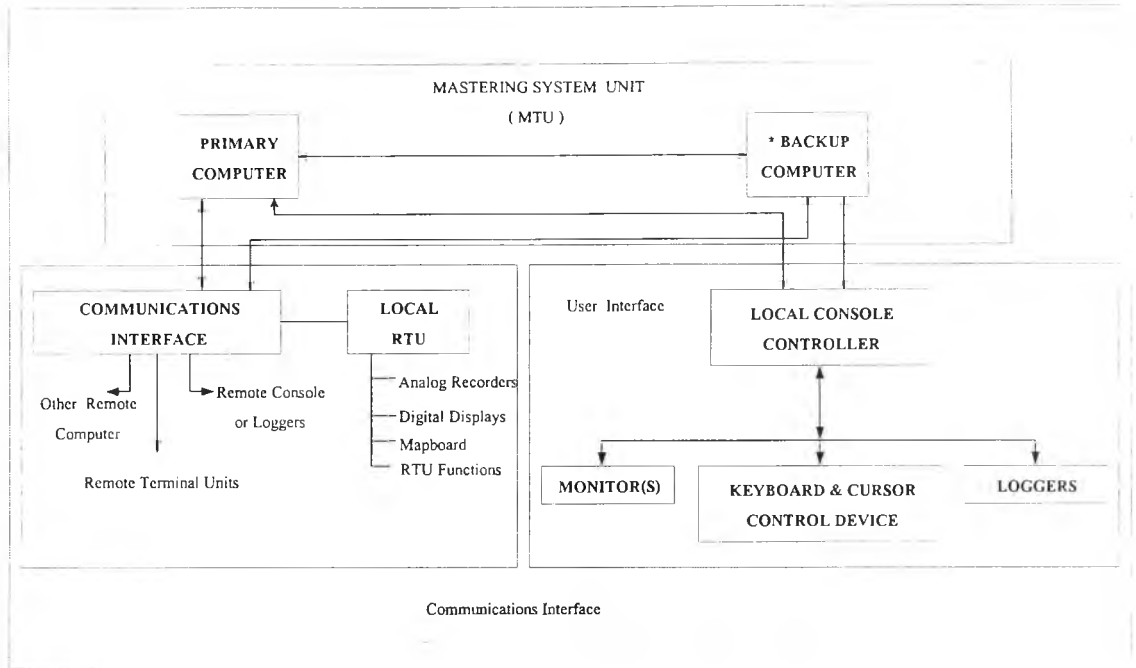 MASTERING SYSTEM UNIT
( MTU )
PRIMARY
COMPUTER
* BACKUP
COMPUTER
COMMUNICATIONS
INTERFACE
LOCAL
RTU
Other Remote
Computer
Remote Console
or Loggers
Remote Terminal Units
Analog Recorders
Digital Displays
Mapboard
RTU Functions
User Interface
LOCAL CONSOLE
CONTROLLER
MONITOR(S)
KEYBOARD & CURSOR
CONTROL DEVICE
LOGGERS
Communications Interface